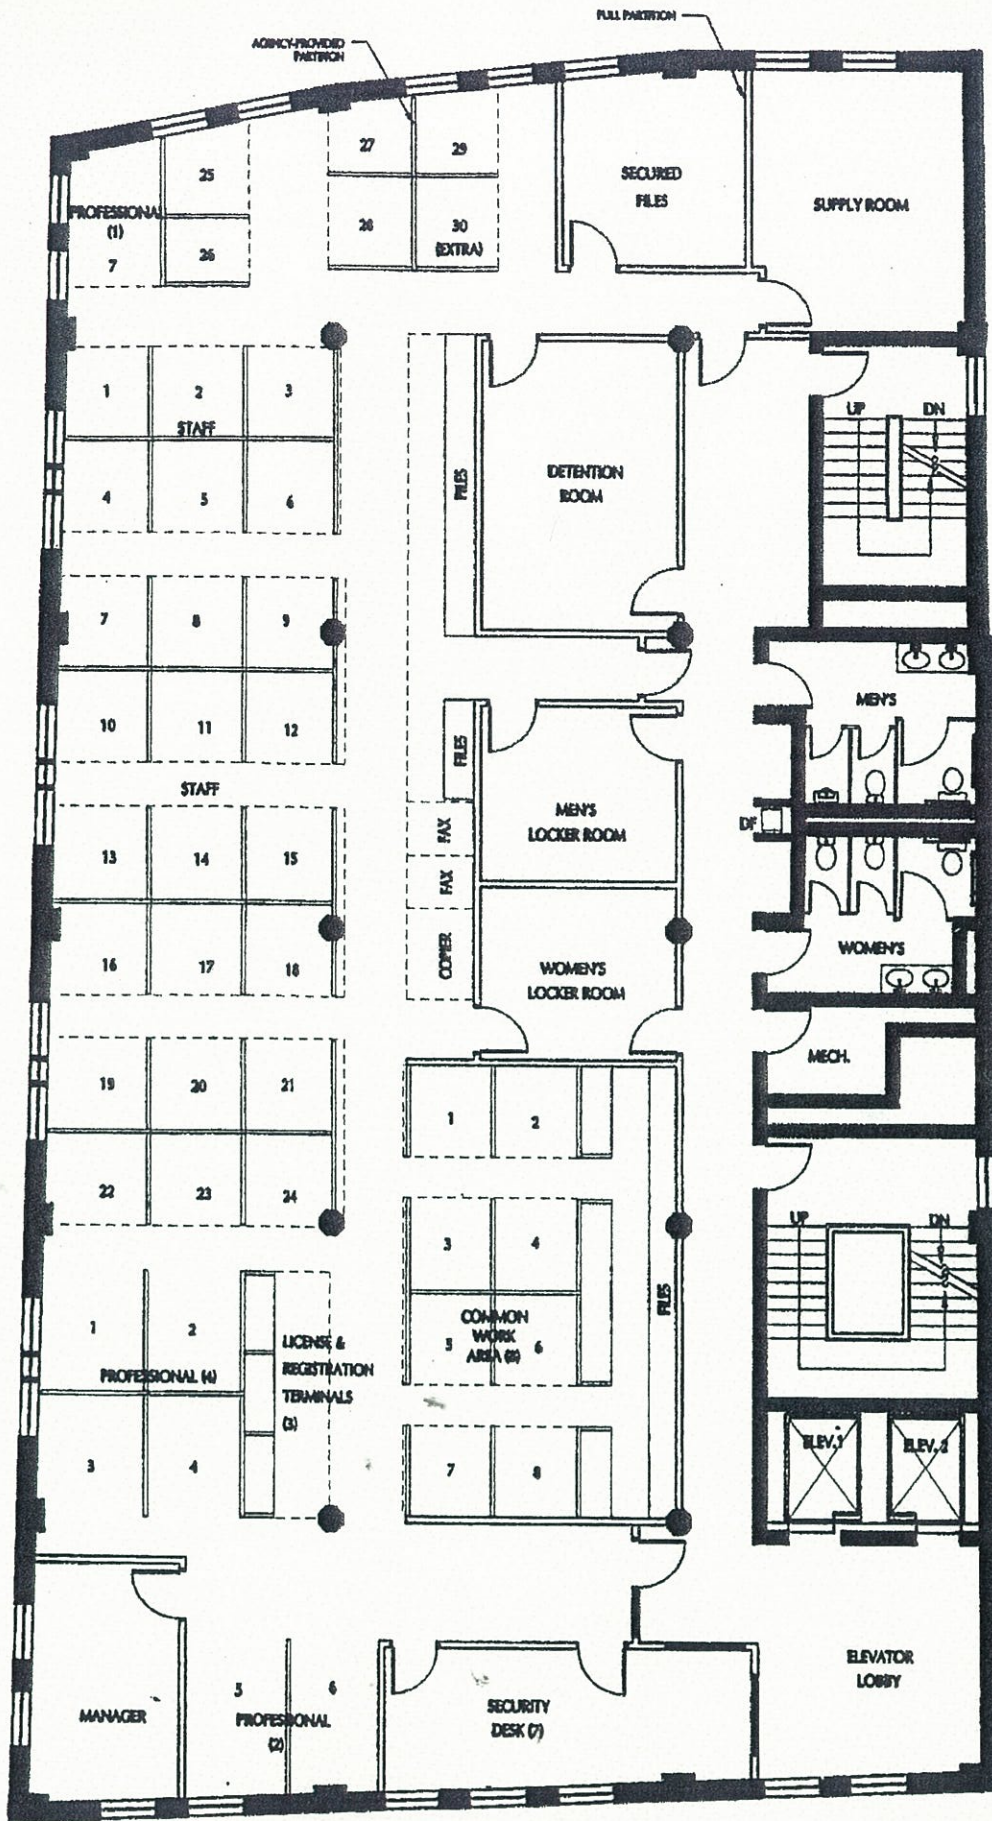 FULL PARTITION
AGENCY-PROVIDED
PARTITION
27
29
25
SECURED
FILES
SUPPLY ROOM
PROFESSIONAL
(1)
7
26
28
30
(EXTRA)
1
2
3
STAFF
UP
DN
4
5
6
FILES
DETENTION
ROOM
7
8
9
10
11
12
MEN'S
FILES
STAFF
MEN'S
LOCKER ROOM
FAX
DF
13
14
15
FAX
16
17
18
COPIER
WOMEN'S
LOCKER ROOM
WOMEN'S
MECH.
19
20
21
1
2
22
23
24
UP
DN
3
4
FILES
1
2
LICENSE &
REGISTRATION
TERMINALS
(3)
COMMON
WORK
AREA (8)
5
6
PROFESSIONAL (4)
3
4
7
8
ELEV. 1
ELEV. 2
ELEVATOR
LOBBY
MANAGER
5
6
PROFESSIONAL
(2)
SECURITY
DESK (7)